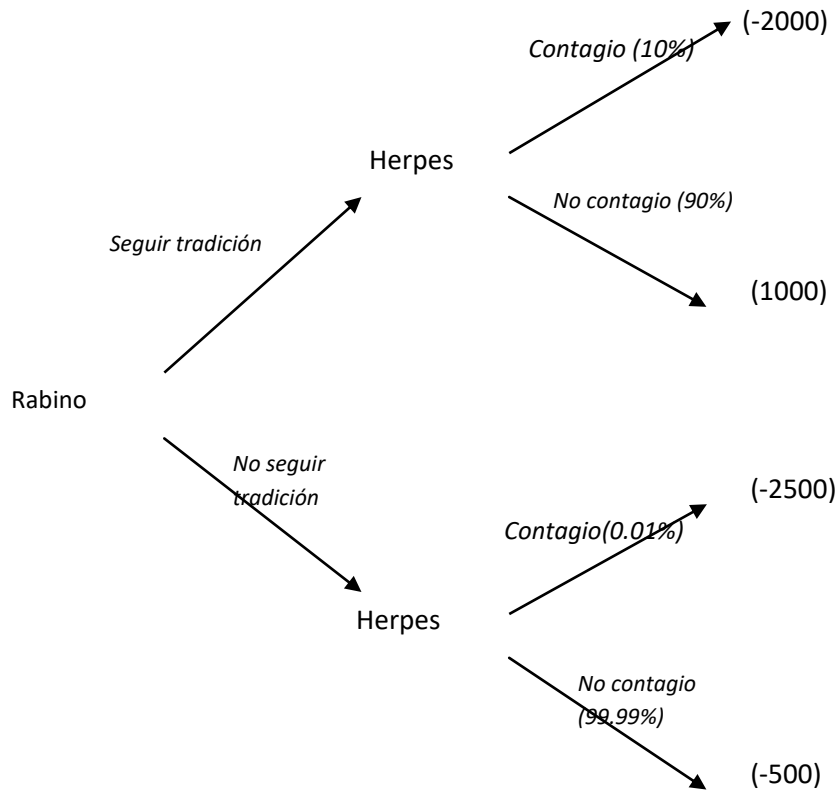 (-2000)
Contagio (10%)
Herpes
No contagio (90%)
Seguir tradición
(1000)
Rabino
No seguir
tradición
(-2500)
Contagio(0.01%)
Herpes
No contagio
(99.99%)
(-500)